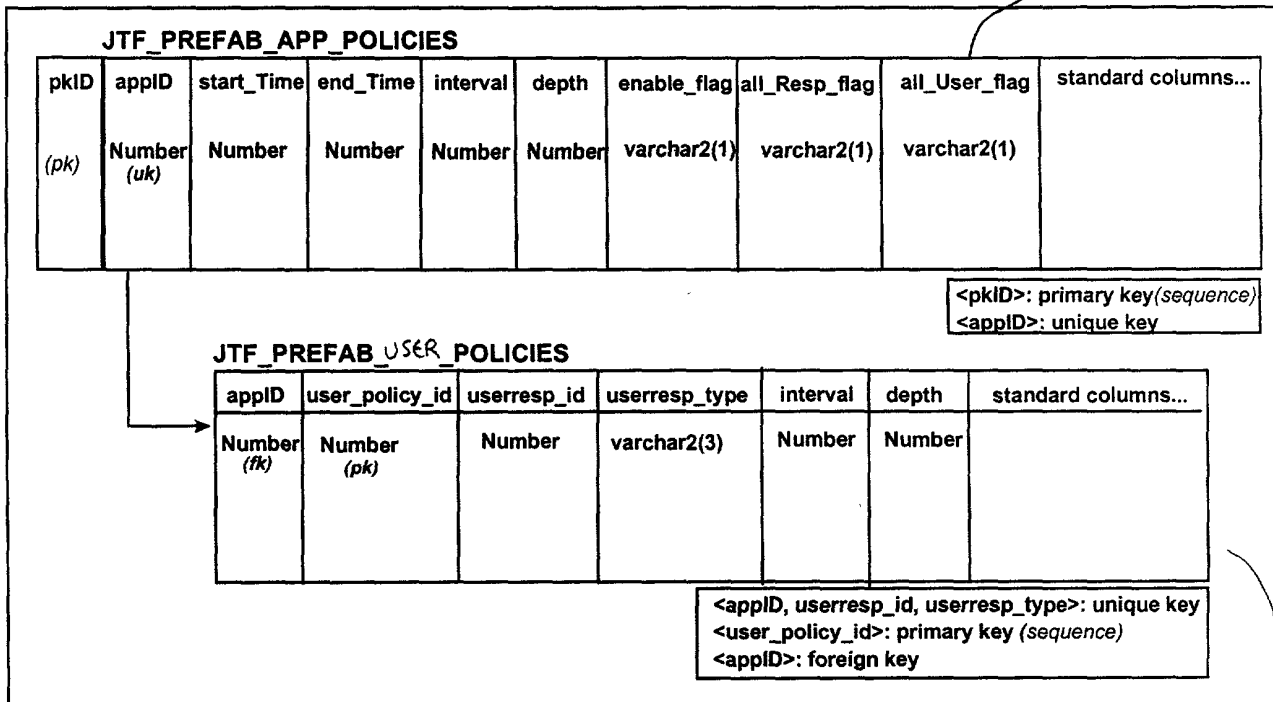 JTF_PREFAB_APP_POLICIES
pkID appID start_Time end_Time interval depth enable_flag all_Resp_flag all_User_flag standard columns...
(pk) Number Number Number Number Number varchar2(1) varchar2(1) varchar2(1)
(uk)
<pkID>: primary key(sequence)
<appID>: unique key
JTF_PREFAB_USER_POLICIES
appID user_policy_id userresp_id userresp_type interval depth standard columns...
Number Number Number varchar2(3) Number Number
(fk) (pk)
<appID, userresp_id, userresp_type>: unique key
<user_policy_id>: primary key (sequence)
<appID>: foreign key